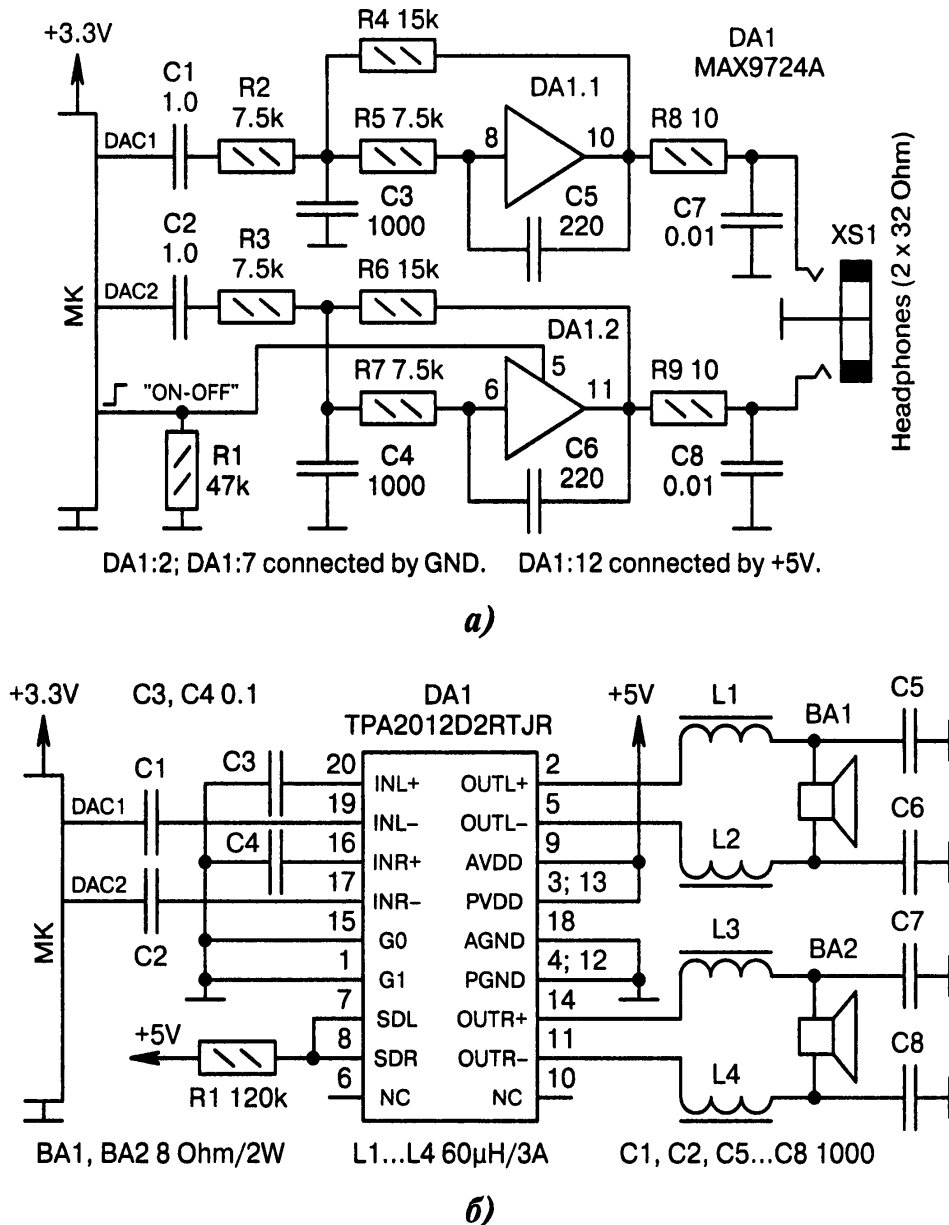 +3.3V
R4 15k
DA1
MAX9724A
C1
1.0
R2
7.5k
DA1.1
R5 7.5k
8
10
R8 10
DAC1
C3
1000
C5
220
C7
0.01
XS1
C2
1.0
R3
7.5k
R6 15k
Headphones (2 x 32 Ohm)
DAC2
MK
DA1.2
5
R7 7.5k
6
11
R9 10
"ON-OFF"
R1
47k
C4
1000
C6
220
C8
0.01
DA1:2; DA1:7 connected by GND. DA1:12 connected by +5V.
а)
+3.3V
C3, C4 0.1
DA1
TPA2012D2RTJR
+5V
L1
C5
BA1
C3
20
INL+
OUTL+
2
C1
DAC1
19
INL−
OUTL−
5
C4
16
INR+
AVDD
9
L2
C6
DAC2
17
INR−
PVDD
3; 13
MK
C2
15
G0
AGND
18
L3
BA2
C7
1
G1
PGND
4; 12
7
SDL
OUTR+
14
+5V
8
SDR
OUTR−
11
L4
C8
R1 120k
6
NC
NC
10
BA1, BA2 8 Ohm/2W
L1...L4 60µH/3A
C1, C2, C5...C8 1000
б)